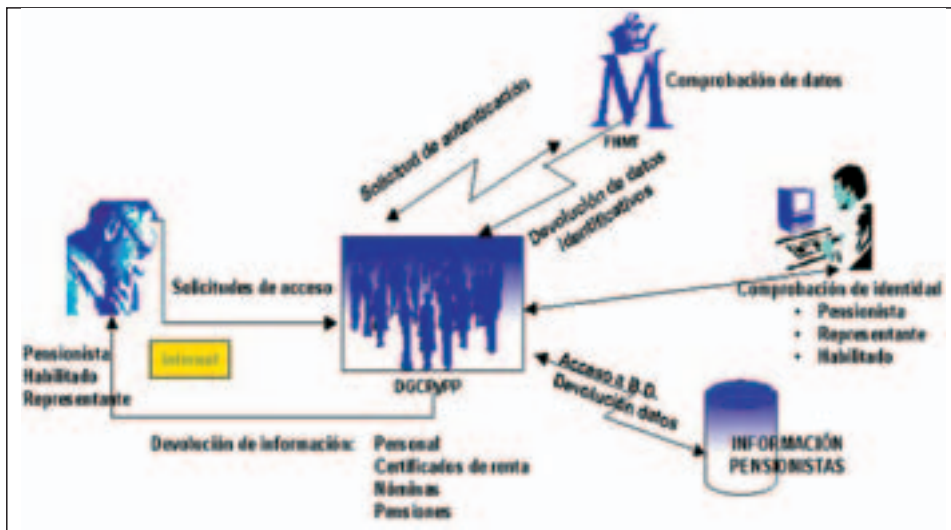 Comprobación de datos
FNMT
Solicitud de autenticación
Devolución de datos
identificativos
Solicitudes de acceso
Internet
Pensionista
Habilitado
Representante
DGCPyPP
Comprobación de identidad
• Pensionista
• Representante
• Habilitado
Acceso a B.D.
Devolución datos
INFORMACIÓN
PENSIONISTAS
Devolución de información:
Personal
Certificados de renta
Nóminas
Pensiones